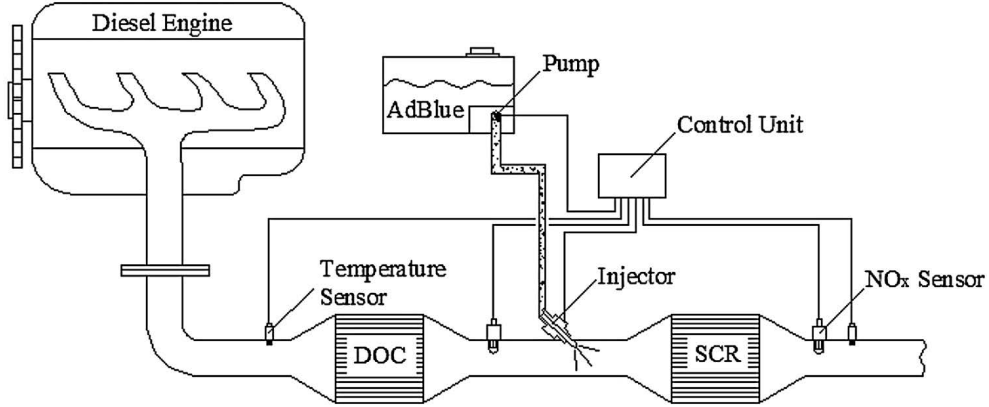 Diesel Engine
Pump
AdBlue
Control Unit
Temperature
Sensor
Injector
NOx Sensor
DOC
SCR